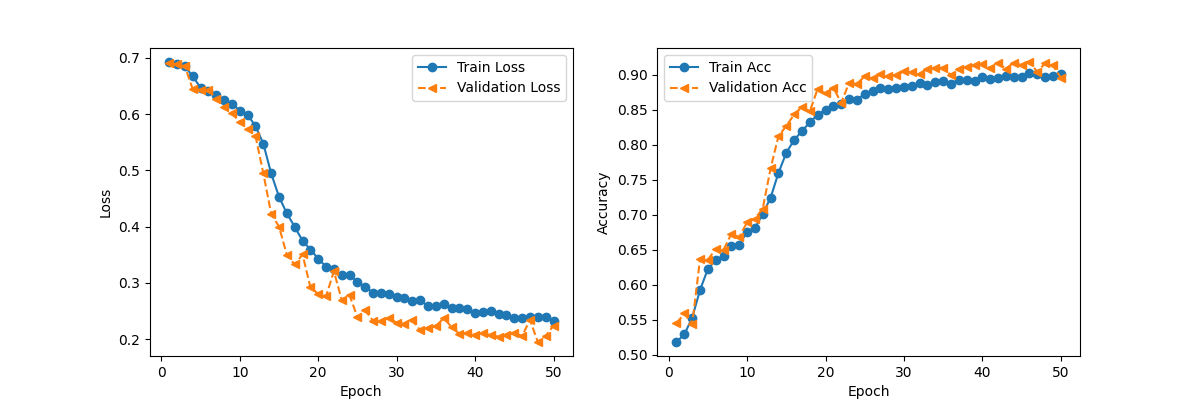 0.7
0.6
0.5
0.4
0.3
0.2
Loss
0 10 20 30 40 50
Epoch
Train Loss
Validation Loss
0.90
0.85
0.80
0.75
0.70
0.65
0.60
0.55
0.50
Accuracy
0 10 20 30 40 50
Epoch
Train Acc
Validation Acc